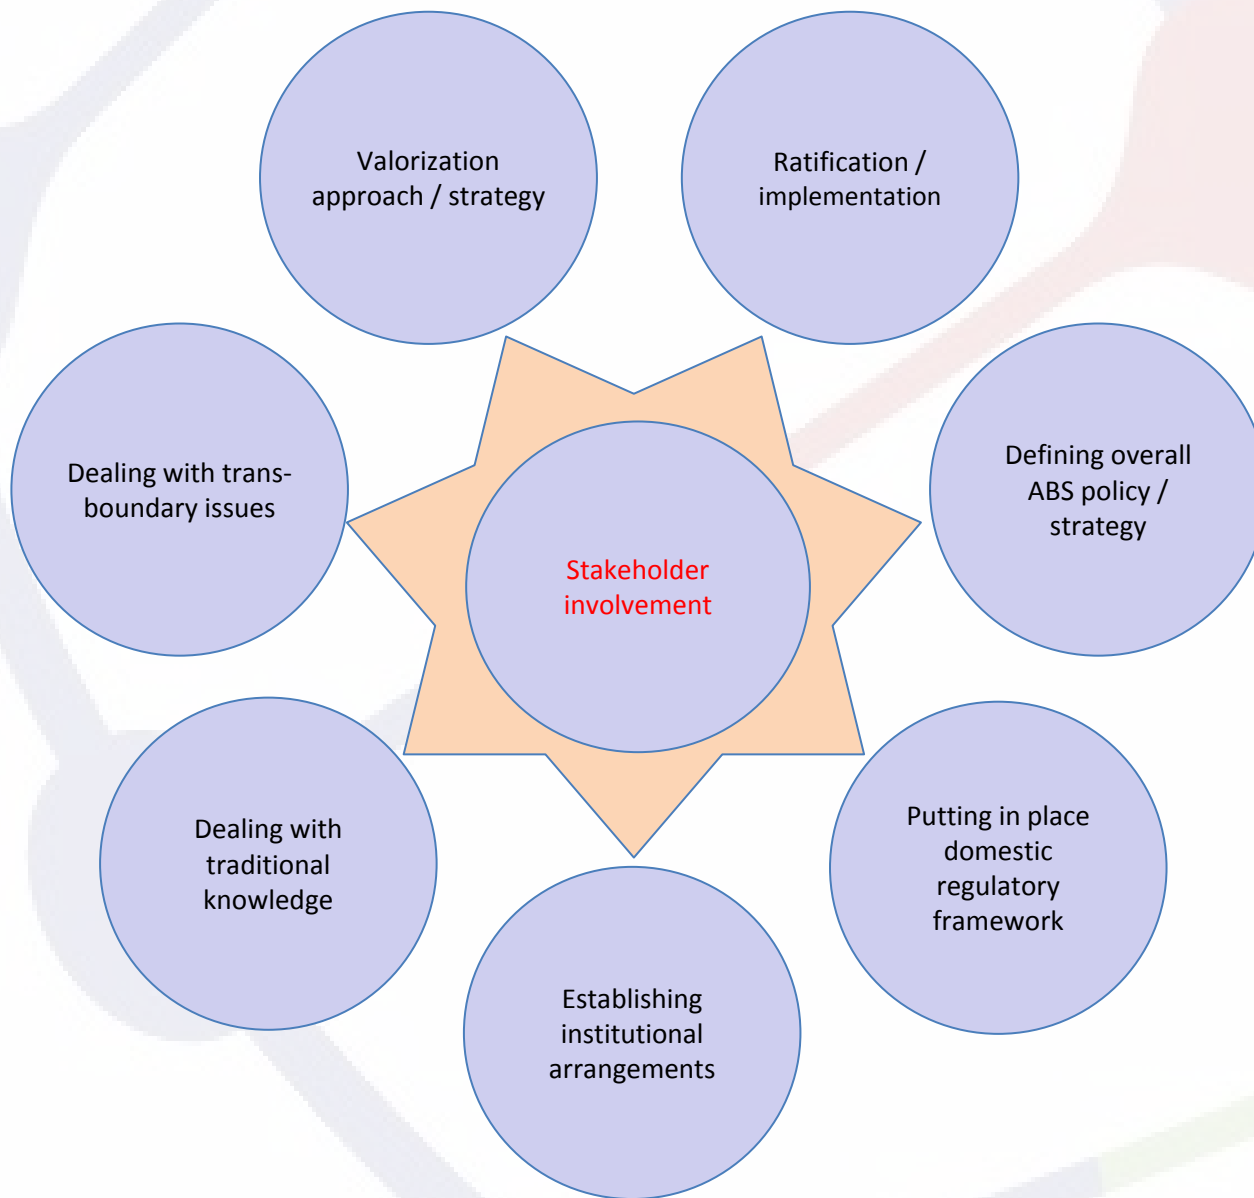 Valorization
approach / strategy
Ratification /
implementation
Dealing with trans-
boundary issues
Defining overall
ABS policy /
strategy
Stakeholder
involvement
Dealing with
traditional
knowledge
Putting in place
domestic
regulatory
framework
Establishing
institutional
arrangements